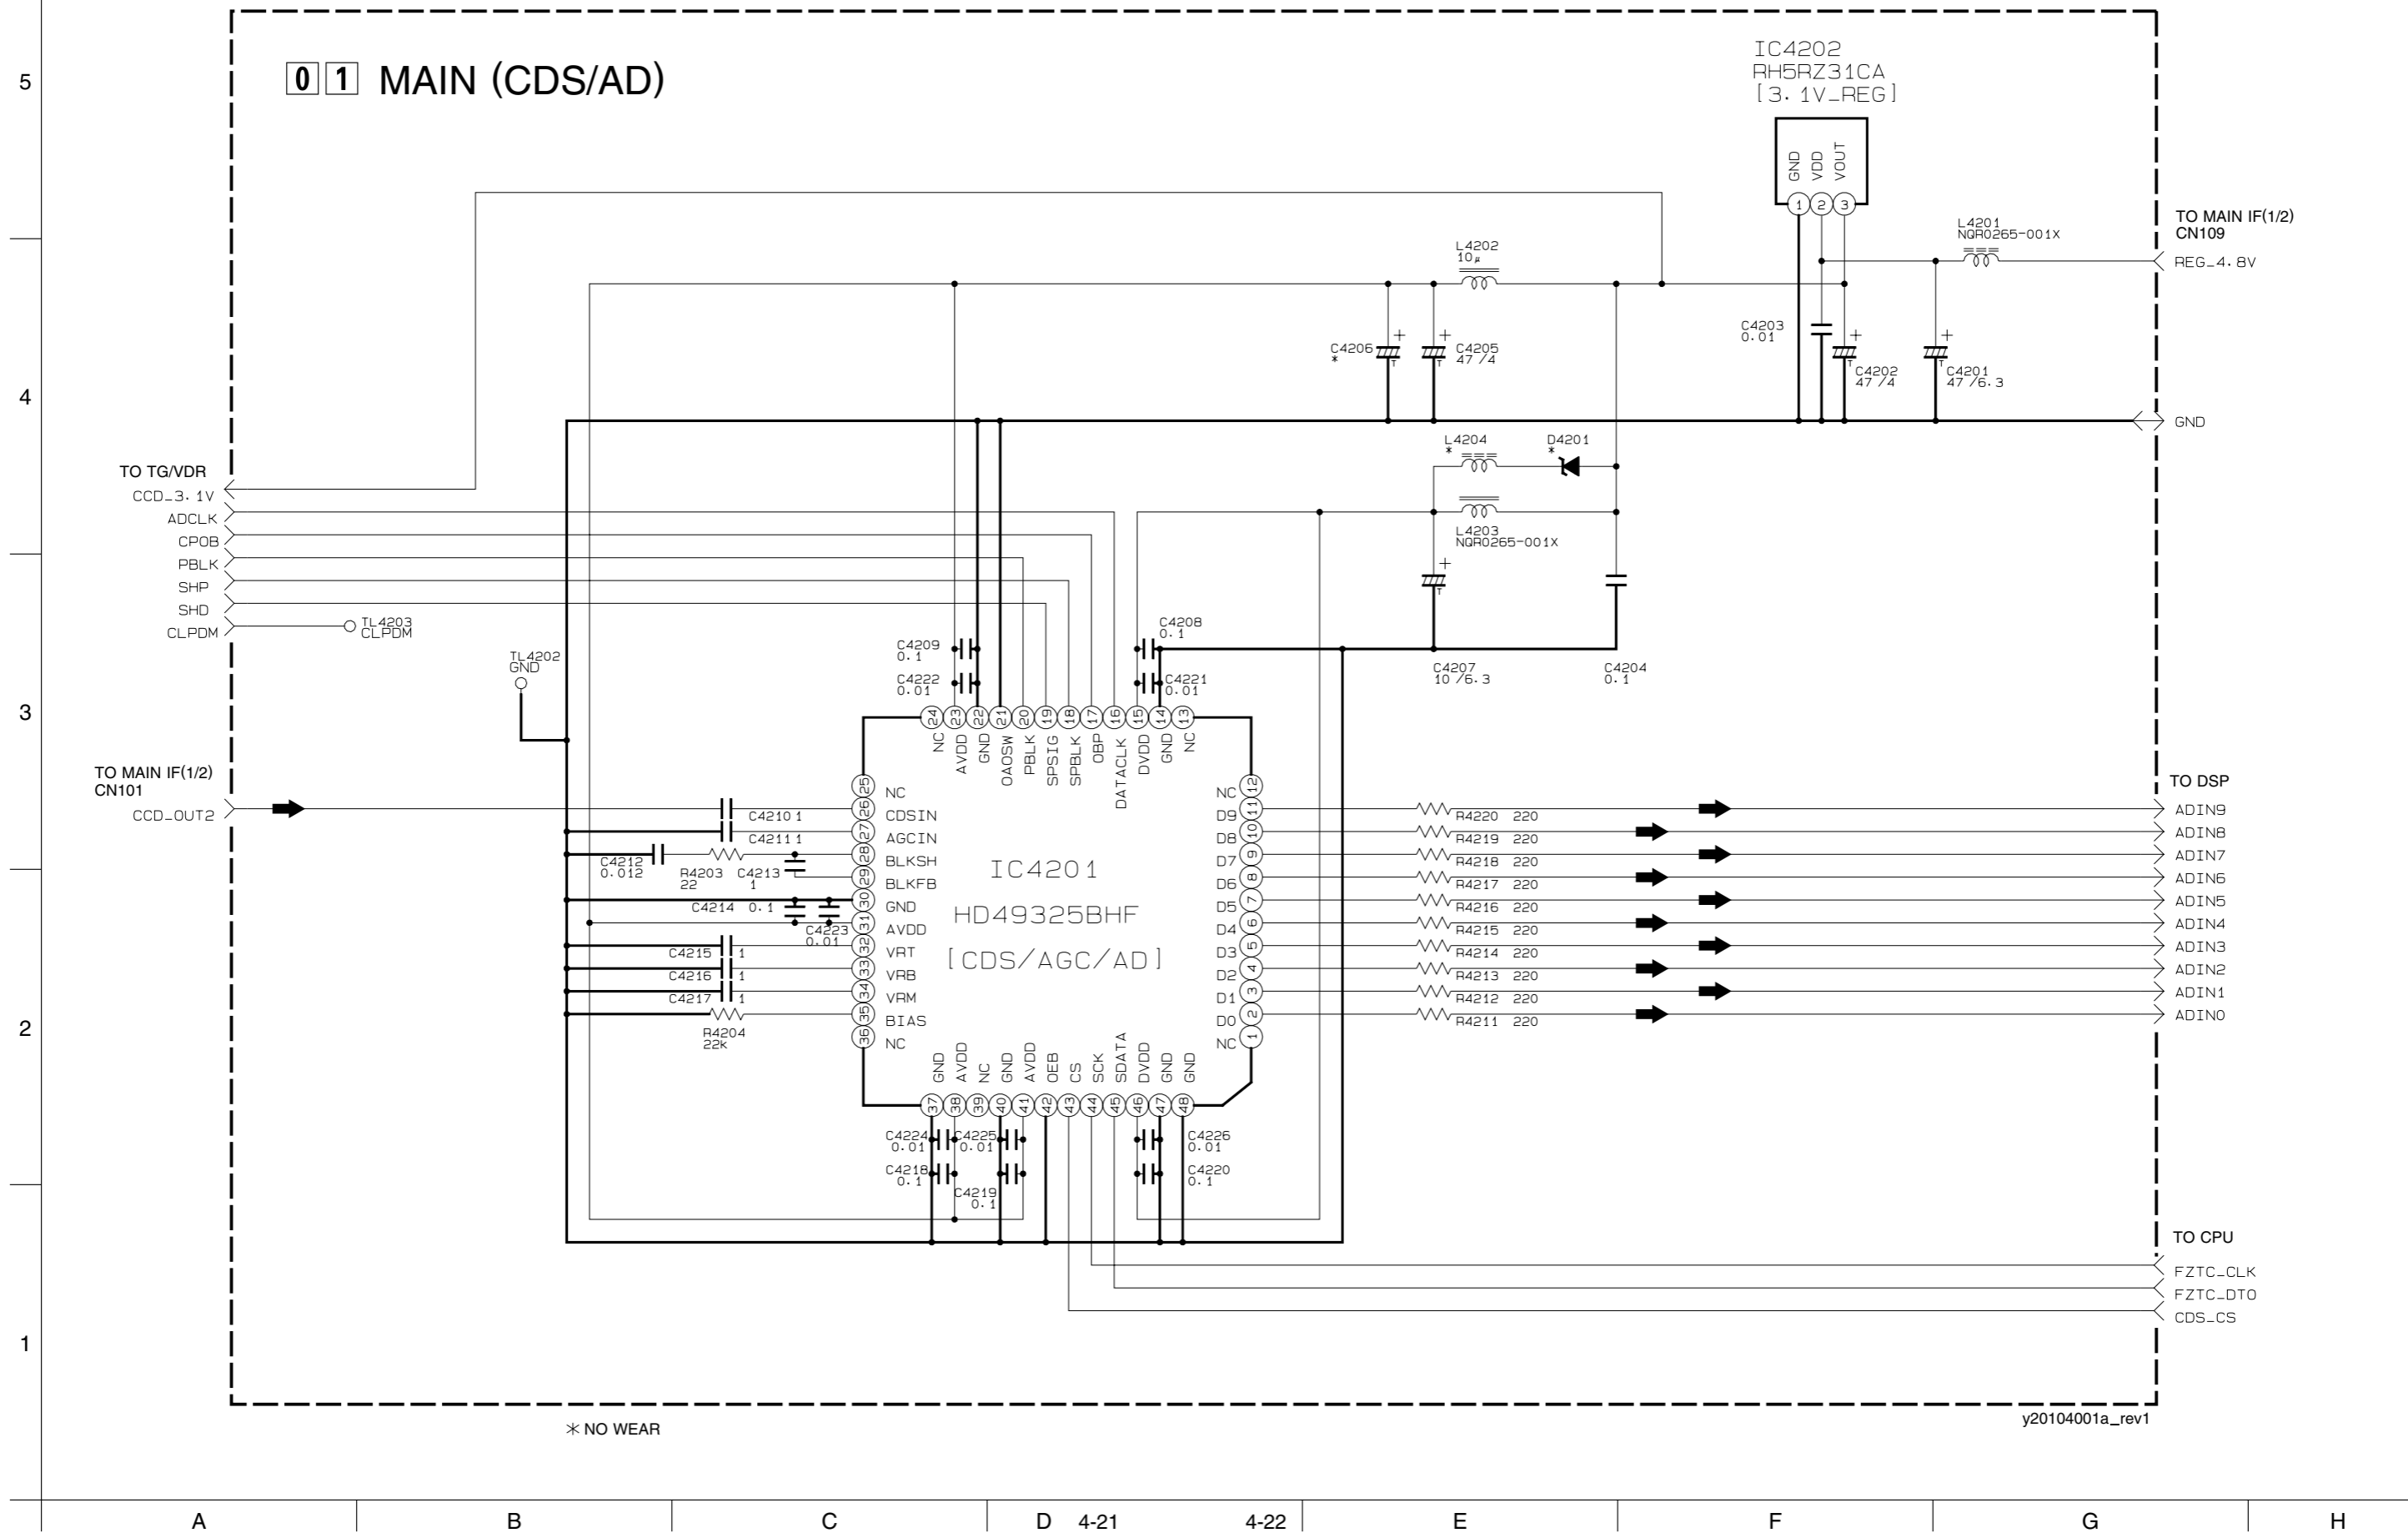 5
0 1 MAIN (CDS/AD)
IC4202
RH5RZ31CA
[3.1V_REG]
GND
VDD
VOUT
1 2 3
TO MAIN IF(1/2)
CN109
L4201
NQR0265-001X
REG_4.8V
L4202
10µ
C4203
0.01
C4206
*
C4205
47/4
C4202
47/4
C4201
47/6.3
4
GND
L4204
*
D4201
*
TO TG/VDR
CCD_3.1V
ADCLK
CPOB
PBLK
SHP
SHD
CLPDM
TL4203
CLPDM
L4203
NQR0265-001X
C4209
0.1
C4208
0.1
TL4202
GND
C4222
0.01
C4221
0.01
C4207
10/6.3
C4204
0.1
3
24 23 22 21 20 19 18 17 16 15 14 13
NC
AVDD
GND
OAOSW
PBLK
SPSIG
SPBLK
OBP
DATACLK
DVDD
GND
NC
TO MAIN IF(1/2)
CN101
CCD_OUT2
C4210 1
C4211 1
C4212
0.012
R4203
22
C4213
1
C4214 0.1
C4223
0.01
C4215 1
C4216 1
C4217 1
R4204
22K
25 NC
26 CDSIN
27 AGCIN
28 BLKSH
29 BLKFB
30 GND
31 AVDD
32 VRT
33 VRB
34 VRM
35 BIAS
36 NC
IC4201
HD49325BHF
[CDS/AGC/AD]
TO DSP
NC 12
D9 11 R4220 220 ADIN9
D8 10 R4219 220 ADIN8
D7 9 R4218 220 ADIN7
D6 8 R4217 220 ADIN6
D5 7 R4216 220 ADIN5
D4 6 R4215 220 ADIN4
D3 5 R4214 220 ADIN3
D2 4 R4213 220 ADIN2
D1 3 R4212 220 ADIN1
D0 2 R4211 220 ADIN0
NC 1
2
GND
AVDD
NC
GND
AVDD
OEB
CS
SCK
SDATA
DVDD
GND
GND
37 38 39 40 41 42 43 44 45 46 47 48
C4224
0.01
C4225
0.01
C4226
0.01
C4218
0.1
C4219
0.1
C4220
0.1
TO CPU
FZTC_CLK
FZTC_DTO
CDS_CS
1
* NO WEAR
y20104001a_rev1
A B C D 4-21 4-22 E F G H